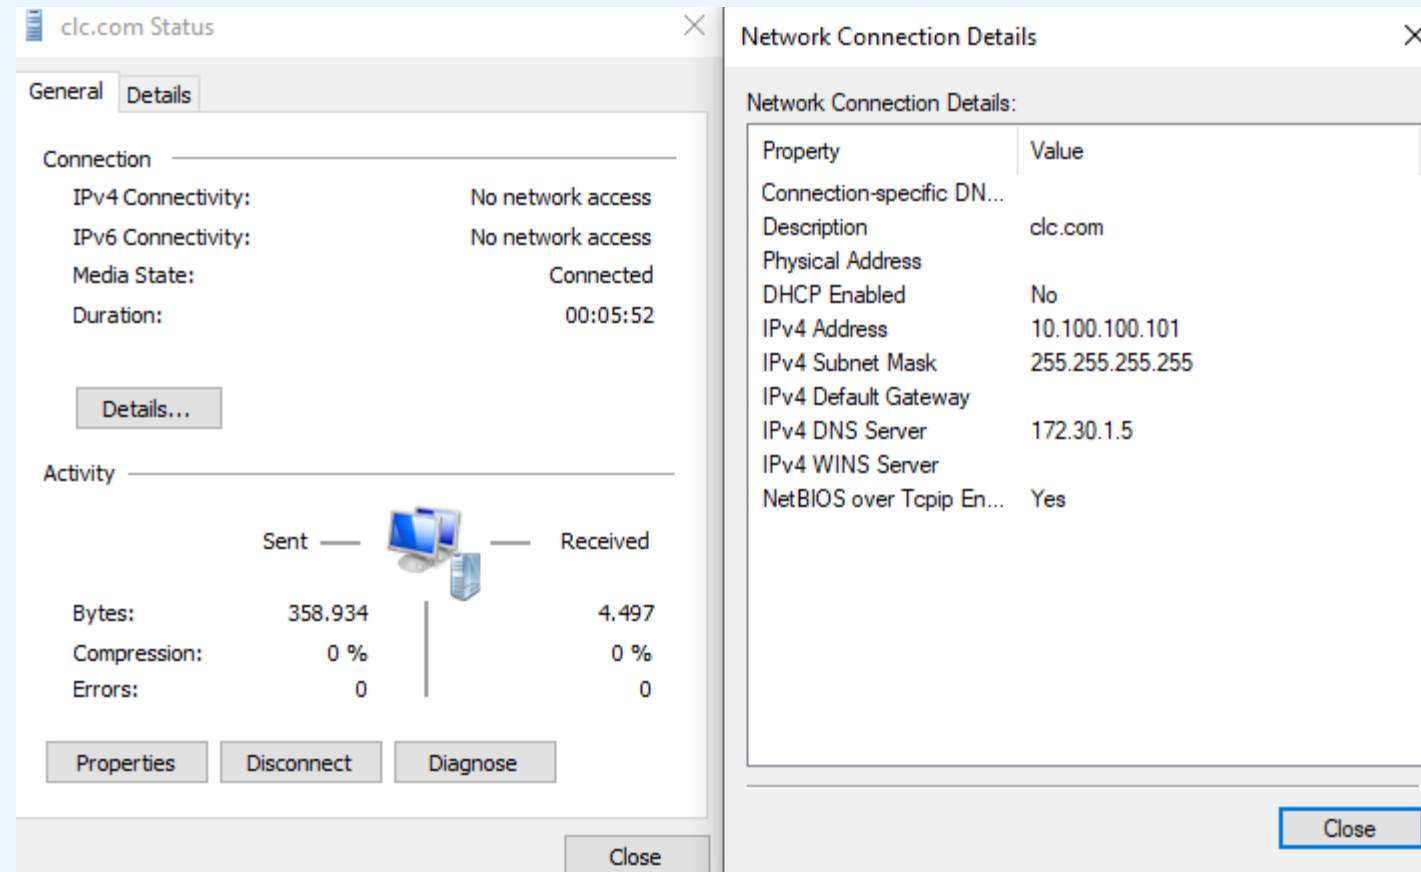 clc.com Status
General Details
Connection
IPv4 Connectivity: No network access
IPv6 Connectivity: No network access
Media State: Connected
Duration: 00:05:52
Details...
Activity
Sent Received
Bytes: 358.934 4.497
Compression: 0 % 0 %
Errors: 0 0
Properties Disconnect Diagnose
Close
Network Connection Details
Network Connection Details:
Property Value
Connection-specific DN...
Description clc.com
Physical Address
DHCP Enabled No
IPv4 Address 10.100.100.101
IPv4 Subnet Mask 255.255.255.255
IPv4 Default Gateway
IPv4 DNS Server 172.30.1.5
IPv4 WINS Server
NetBIOS over Tcpip En... Yes
Close